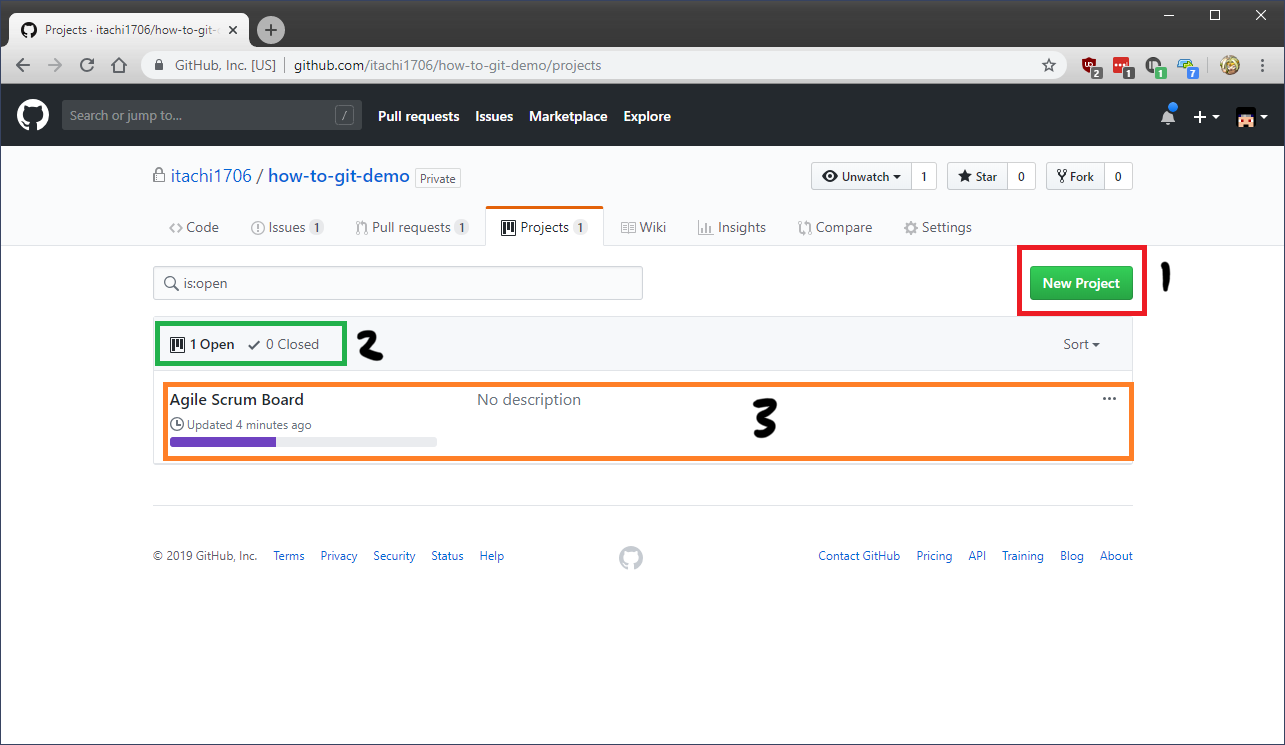 Projects · itachi1706/how-to-git-
GitHub, Inc. [US] github.com/itachi1706/how-to-git-demo/projects
2 1 1 7
Search or jump to... / Pull requests Issues Marketplace Explore
itachi1706 / how-to-git-demo Private Unwatch 1 Star 0 Fork 0
Code Issues 1 Pull requests 1 Projects 1 Wiki Insights Compare Settings
is:open New Project 1
1 Open 0 Closed 2 Sort
Agile Scrum Board No description 3
Updated 4 minutes ago
© 2019 GitHub, Inc. Terms Privacy Security Status Help Contact GitHub Pricing API Training Blog About